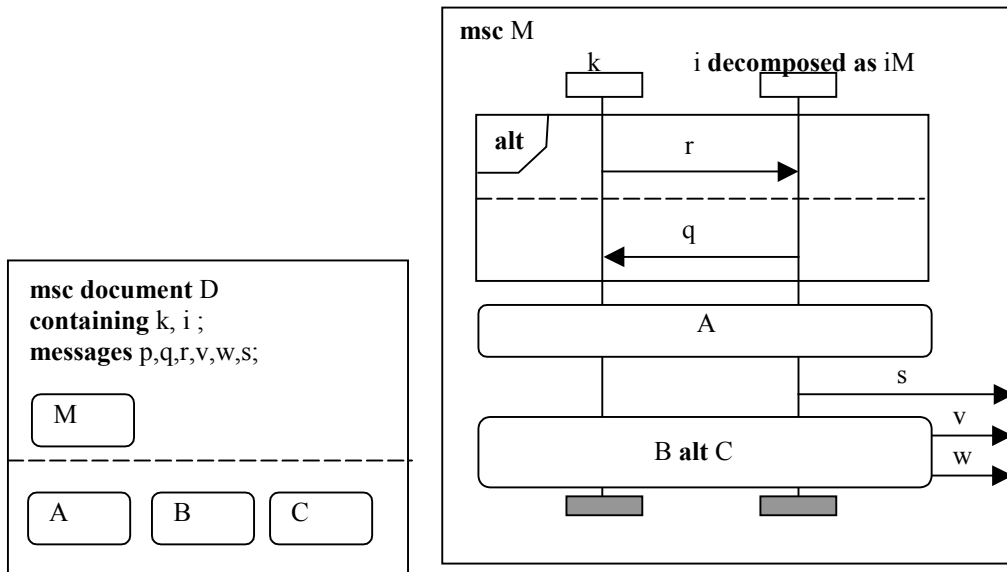 msc M
k
i decomposed as iM
alt
r
q
A
s
v
B alt C
w
msc document D
containing k, i ;
messages p,q,r,v,w,s;
M
A
B
C